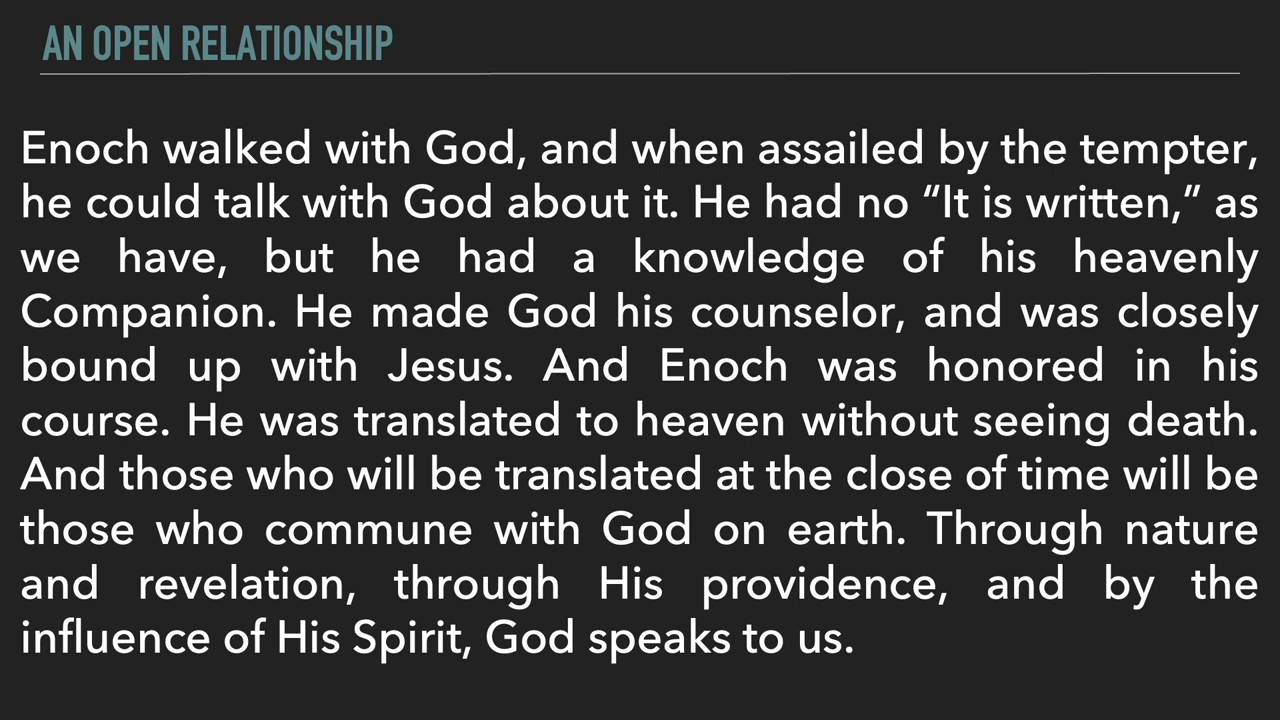 AN OPEN RELATIONSHIP
Enoch walked with God, and when assailed by the tempter,
he could talk with God about it. He had no “It is written,” as
we have, but he had a knowledge of his heavenly
Companion. He made God his counselor, and was closely
bound up with Jesus. And Enoch was honored in his
course. He was translated to heaven without seeing death.
And those who will be translated at the close of time will be
those who commune with God on earth. Through nature
and revelation, through His providence, and by the
influence of His Spirit, God speaks to us.